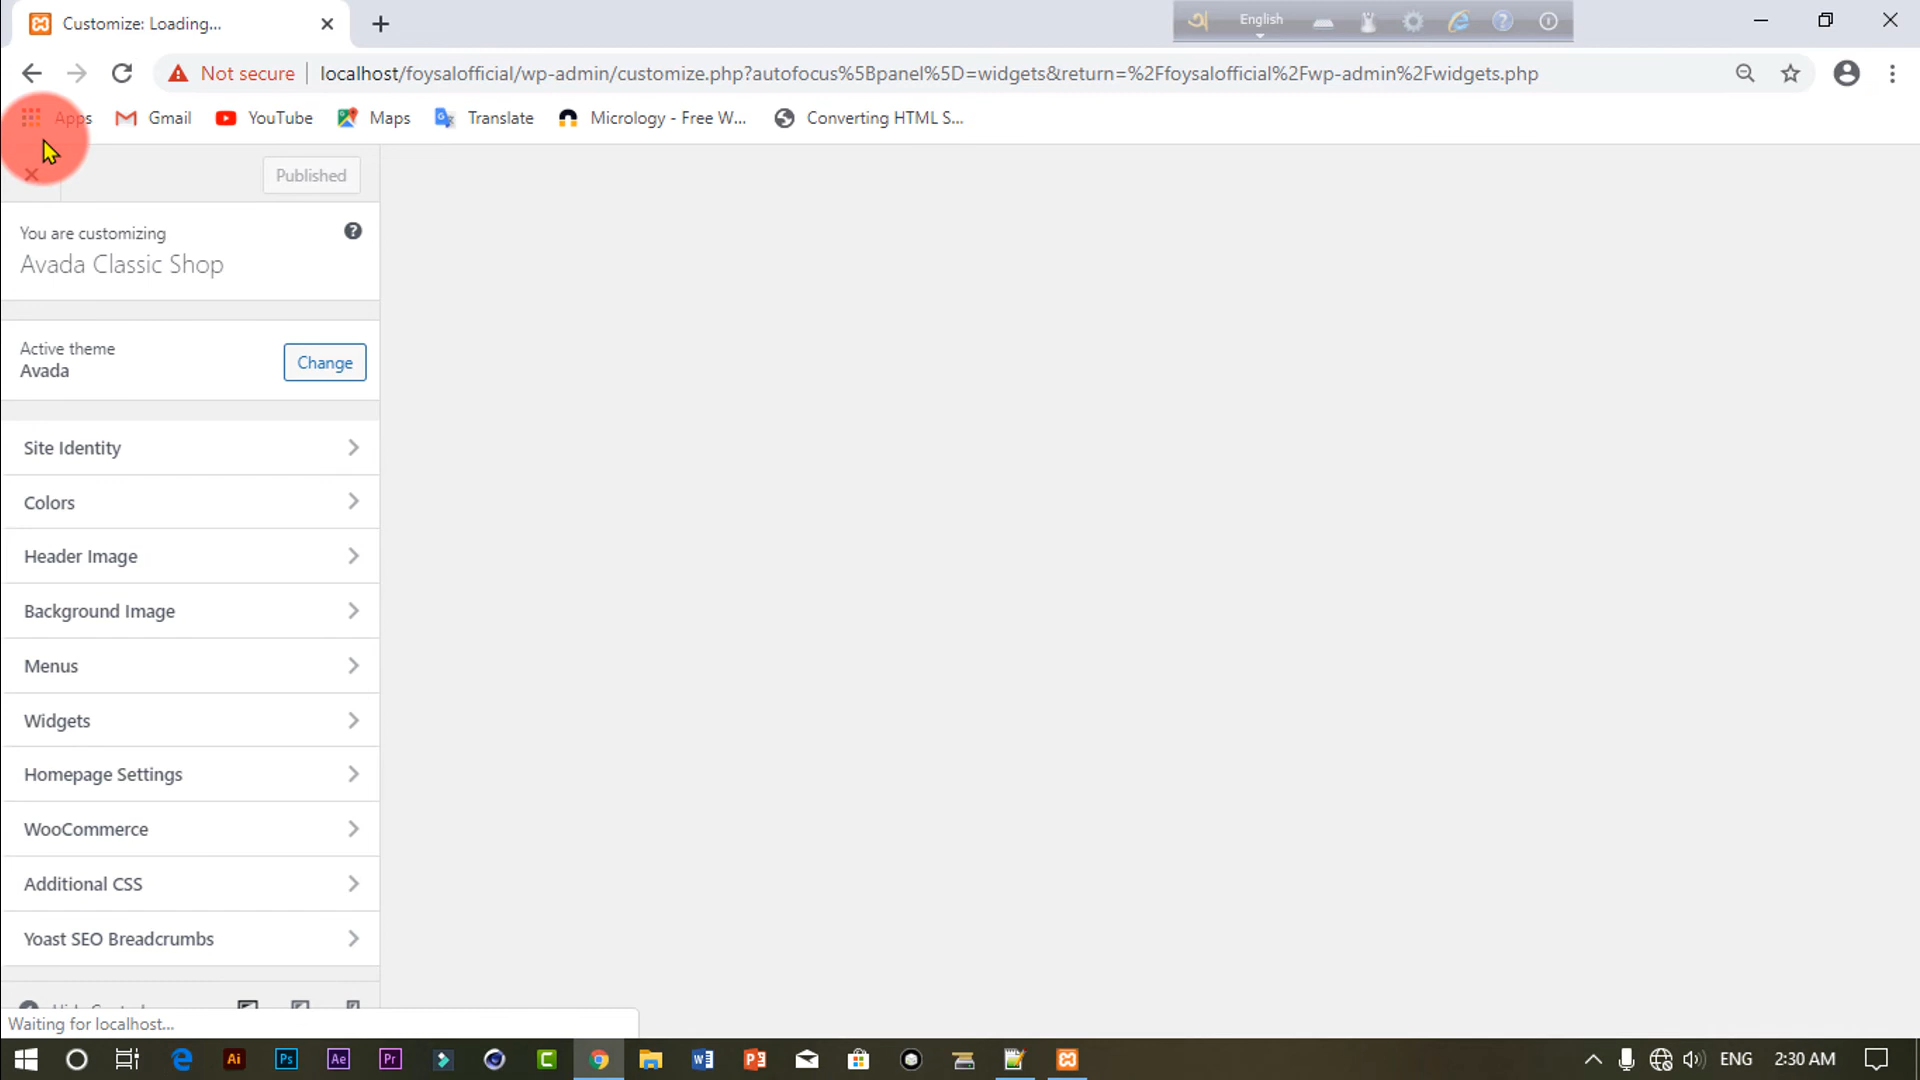 Customize: Loading...
English
Not secure
localhost/foysalofficial/wp-admin/customize.php?autofocus%5Bpanel%5D=widgets&return=%2Ffoysalofficial%2Fwp-admin%2Fwidgets.php
Apps
Gmail
YouTube
Maps
Translate
Micrology - Free W...
Converting HTML S...
Published
You are customizing
Avada Classic Shop
Active theme
Avada
Change
Site Identity
Colors
Header Image
Background Image
Menus
Widgets
Homepage Settings
WooCommerce
Additional CSS
Yoast SEO Breadcrumbs
Waiting for localhost...
ENG
2:30 AM